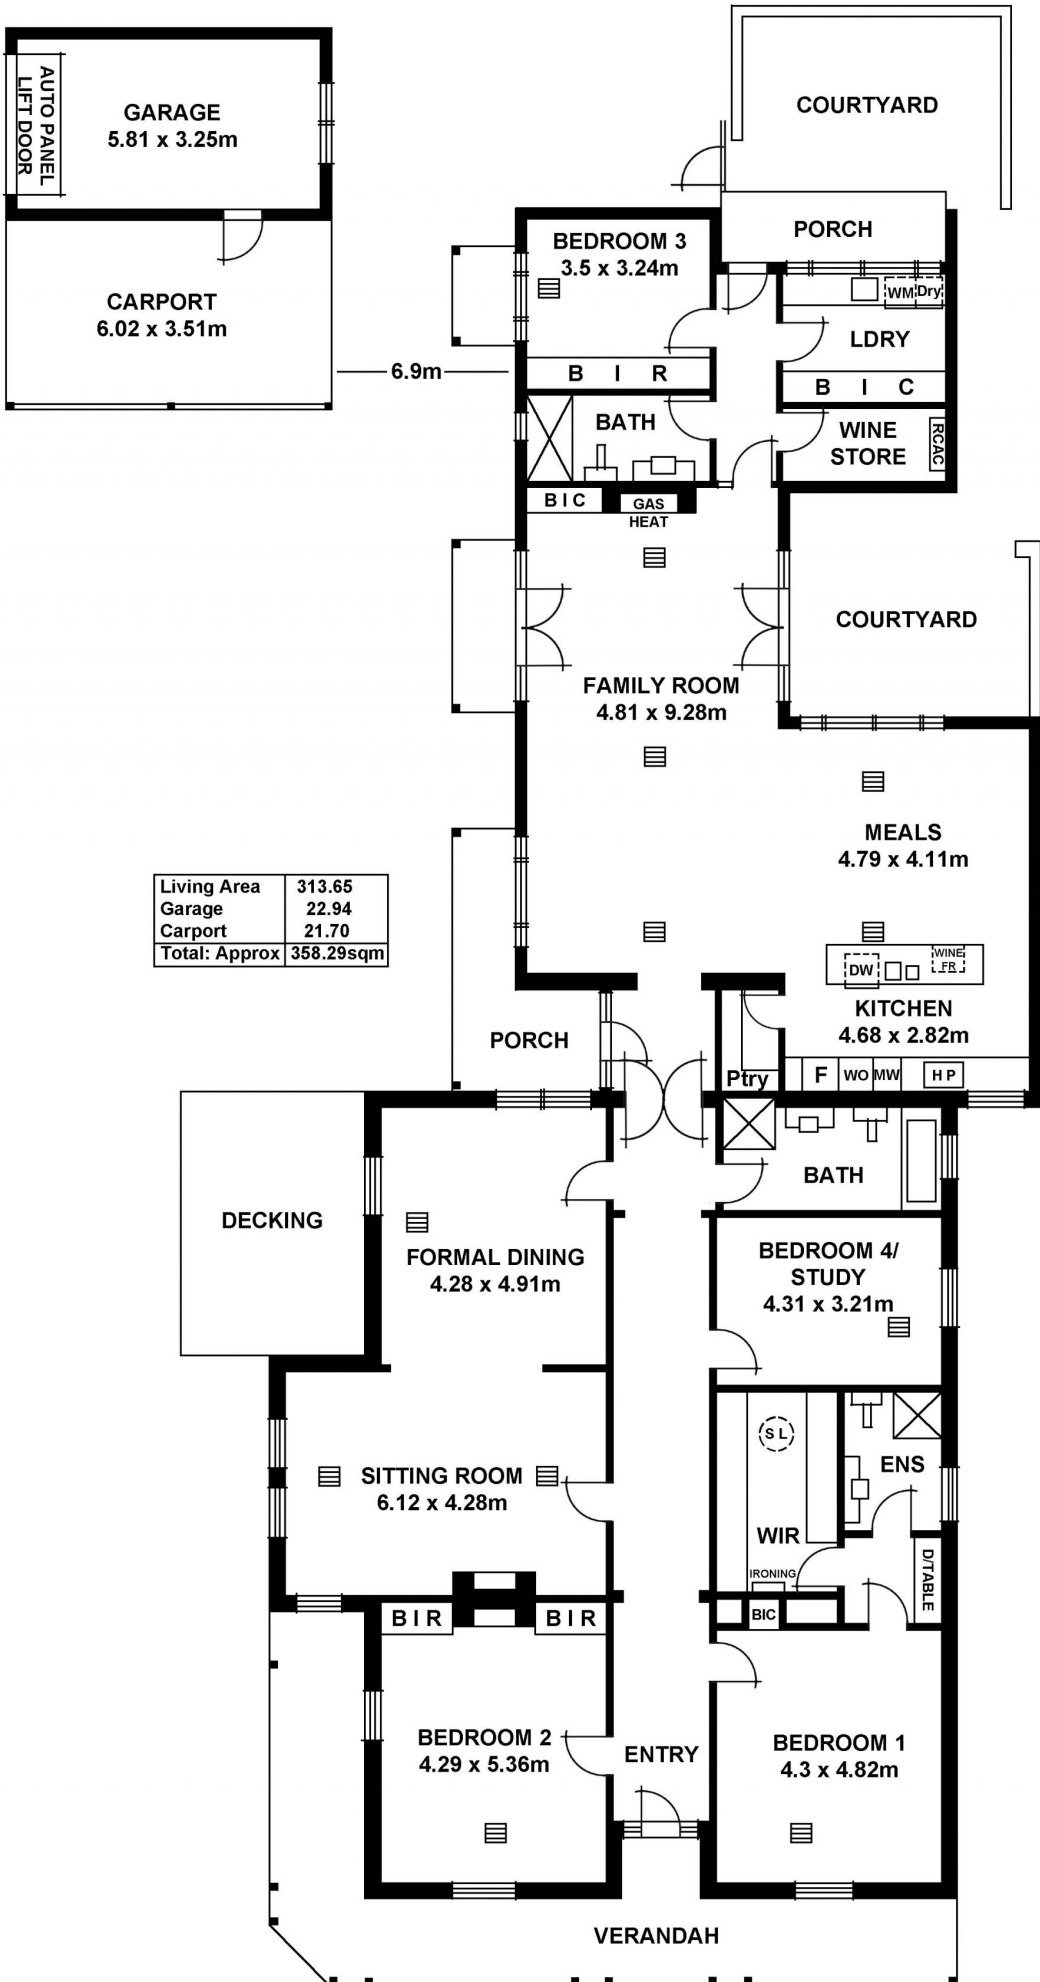 COURTYARD
AUTO PANEL
LIFT DOOR
GARAGE
5.81 x 3.25m
PORCH
BEDROOM 3
3.5 x 3.24m
WM
Dry
CARPORT
6.02 x 3.51m
LDRY
6.9m
B I R
B I C
BATH
WINE
STORE
RCAC
B I C
GAS
HEAT
COURTYARD
FAMILY ROOM
4.81 x 9.28m
MEALS
4.79 x 4.11m
Living Area 313.65
Garage 22.94
Carport 21.70
Total: Approx 358.29sqm
DW
WINE
FR
KITCHEN
4.68 x 2.82m
PORCH
Ptry
F
WO
MW
H P
BATH
DECKING
FORMAL DINING
4.28 x 4.91m
BEDROOM 4/
STUDY
4.31 x 3.21m
S L
ENS
SITTING ROOM
6.12 x 4.28m
WIR
IRONING
D/TABLE
B I R
B I R
BIC
BEDROOM 2
4.29 x 5.36m
ENTRY
BEDROOM 1
4.3 x 4.82m
VERANDAH